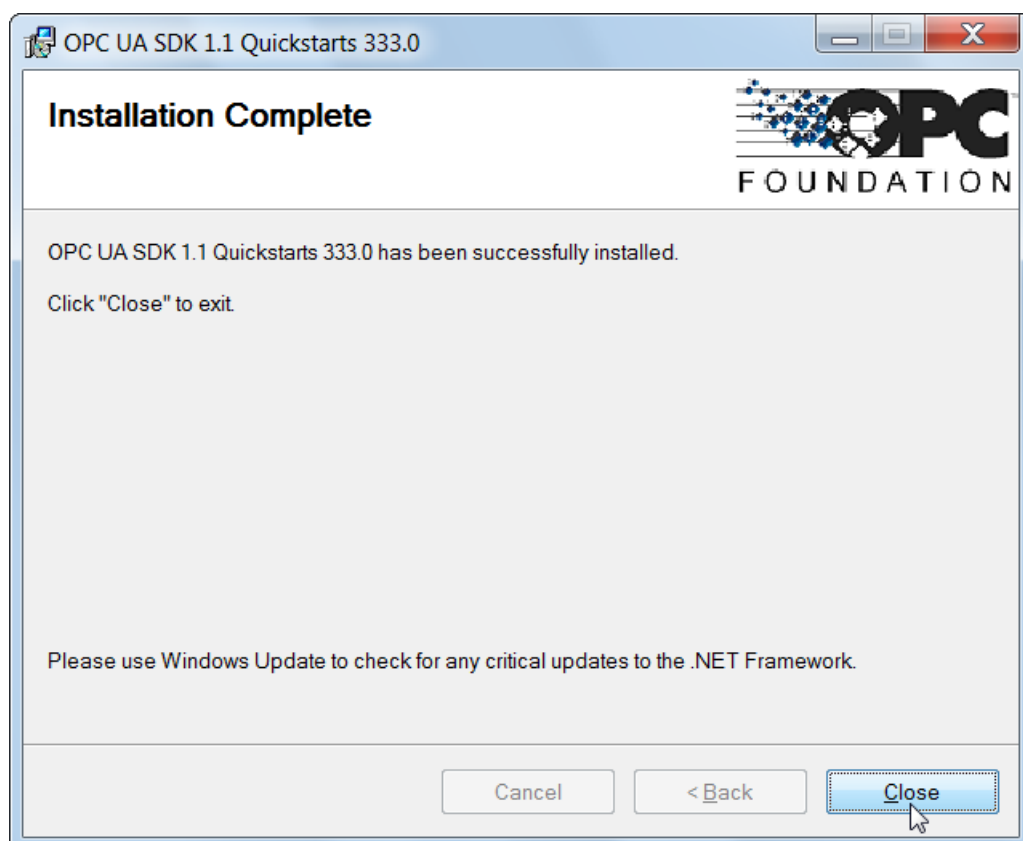 OPC UA SDK 1.1 Quickstarts 333.0
Installation Complete
OPC
FOUNDATION
OPC UA SDK 1.1 Quickstarts 333.0 has been successfully installed.
Click "Close" to exit.
Please use Windows Update to check for any critical updates to the .NET Framework.
Cancel
< Back
Close